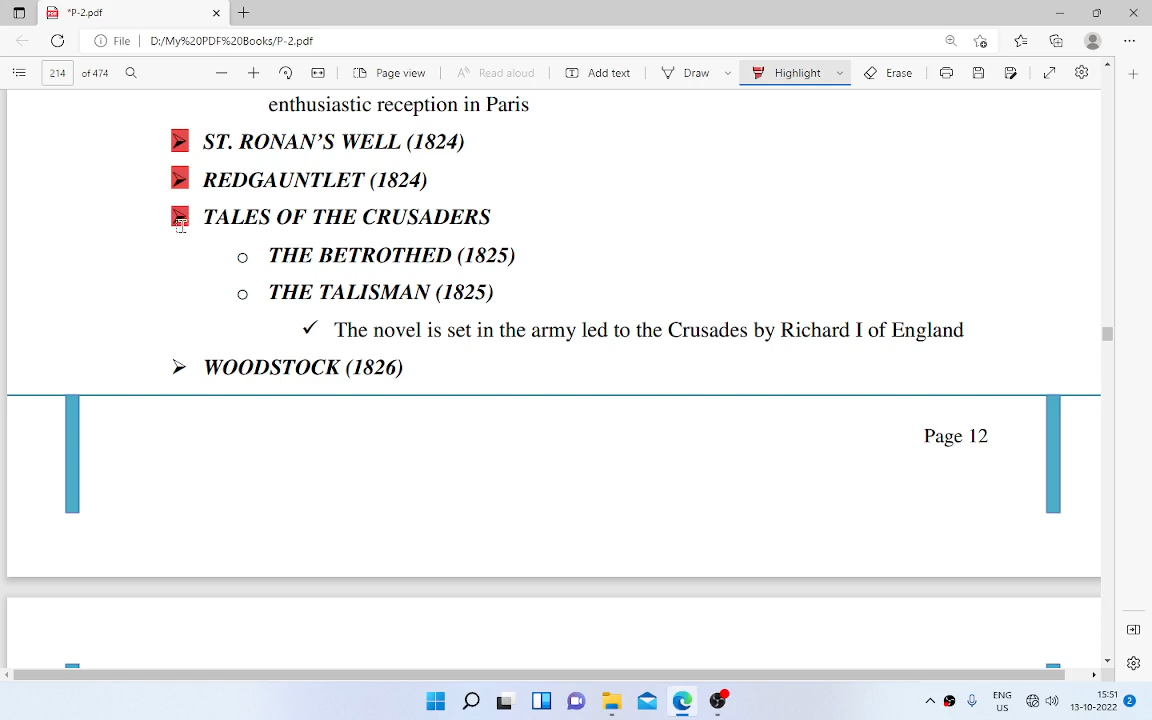 *P-2.pdf
File
D:/My%20PDF%20Books/P-2.pdf
214 of 474
Page view
Read aloud
Add text
Draw
Highlight
Erase
enthusiastic reception in Paris
➢ ST. RONAN’S WELL (1824)
➢ REDGAUNTLET (1824)
➢ TALES OF THE CRUSADERS
o THE BETROTHED (1825)
o THE TALISMAN (1825)
✓ The novel is set in the army led to the Crusades by Richard I of England
➢ WOODSTOCK (1826)
Page 12
ENG
US
15:51
13-10-2022
2